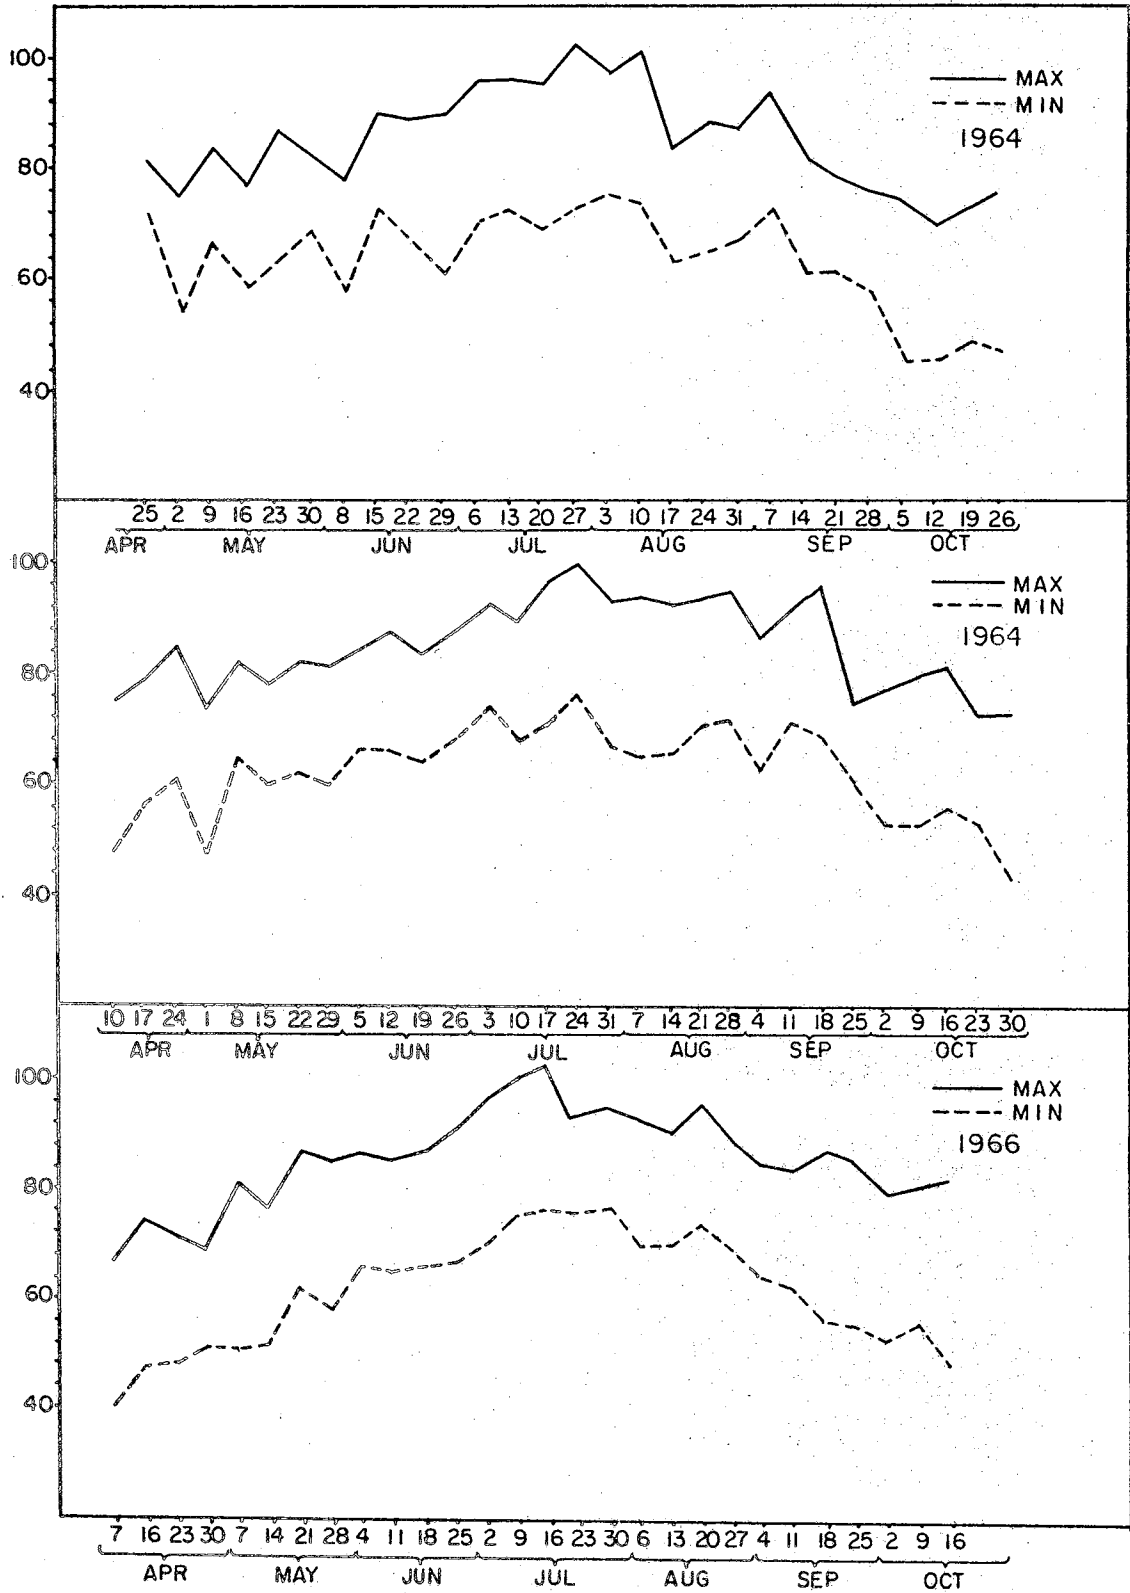 100
80
60
40
MAX
MIN
1964
25 2 9 16 23 30 8 15 22 29 6 13 20 27 3 10 17 24 31 7 14 21 28 5 12 19 26
APR MAY JUN JUL AUG SEP OCT
100
80
60
40
MAX
MIN
1964
10 17 24 1 8 15 22 29 5 12 19 26 3 10 17 24 31 7 14 21 28 4 11 18 25 2 9 16 23 30
APR MAY JUN JUL AUG SEP OCT
100
80
60
40
MAX
MIN
1966
7 16 23 30 7 14 21 28 4 11 18 25 2 9 16 23 30 6 13 20 27 4 11 18 25 2 9 16
APR MAY JUN JUL AUG SEP OCT